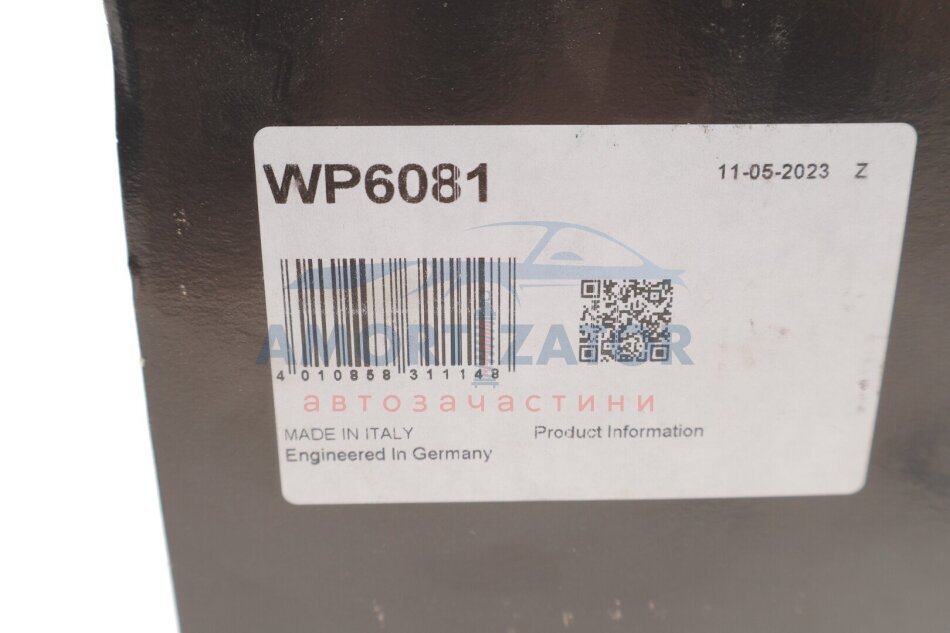 WP6081
11-05-2023 Z
AMORTIZATOR
4 010858 311148
автозачастини
MADE IN ITALY
Product Information
Engineered In Germany